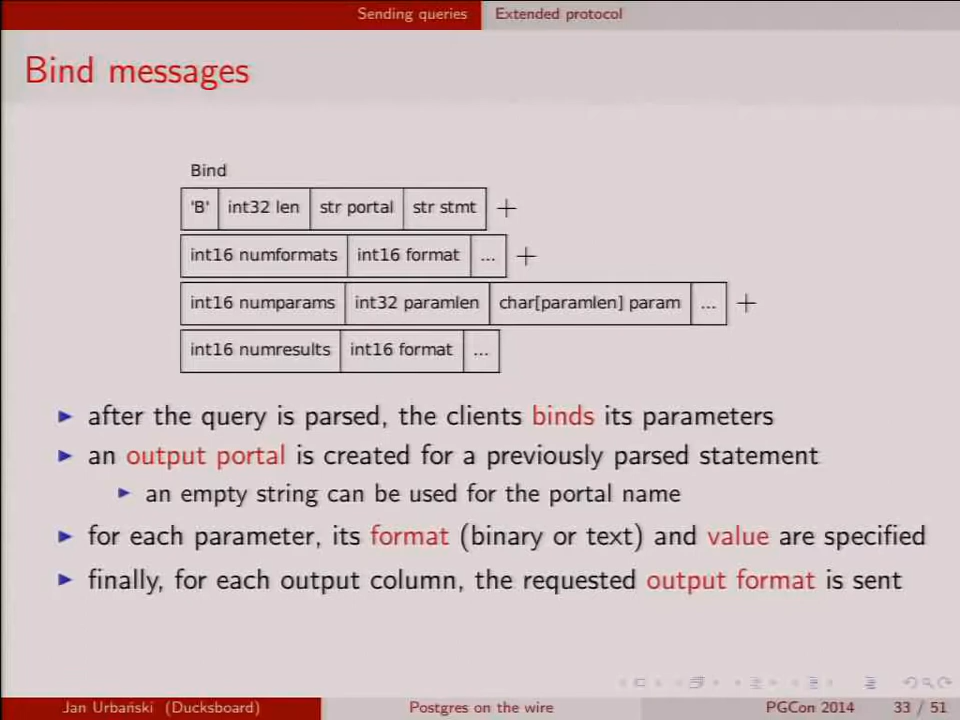 Sending queries Extended protocol
Bind messages
Bind
'B' int32 len str portal str stmt +
int16 numformats int16 format ... +
int16 numparams int32 paramlen char[paramlen] param ... +
int16 numresults int16 format ...
after the query is parsed, the clients binds its parameters
an output portal is created for a previously parsed statement
an empty string can be used for the portal name
for each parameter, its format (binary or text) and value are specified
finally, for each output column, the requested output format is sent
Jan Urbański (Ducksboard) Postgres on the wire PGCon 2014 33 / 51